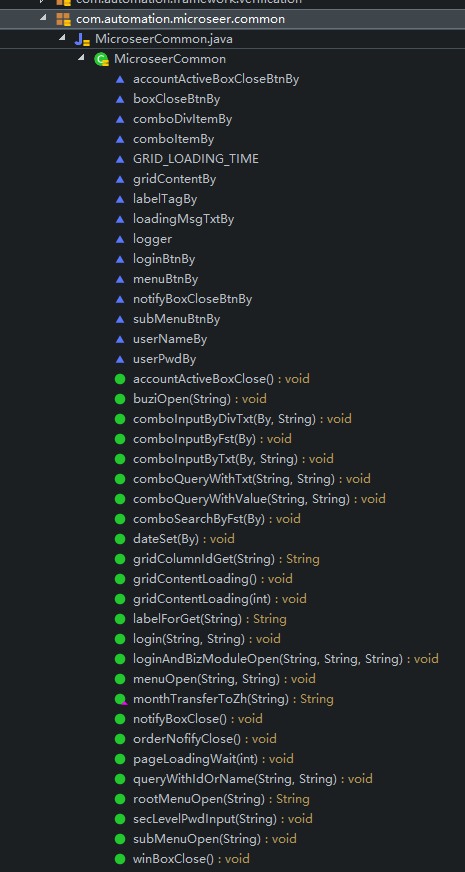 com.automation.framework.verification
com.automation.microseer.common
MicroseerCommon.java
MicroseerCommon
accountActiveBoxCloseBtnBy
boxCloseBtnBy
comboDivItemBy
comboItemBy
GRID_LOADING_TIME
gridContentBy
labelTagBy
loadingMsgTxtBy
logger
loginBtnBy
menuBtnBy
notifyBoxCloseBtnBy
subMenuBtnBy
userNameBy
userPwdBy
accountActiveBoxClose() : void
buziOpen(String) : void
comboInputByDivTxt(By, String) : void
comboInputByFst(By) : void
comboInputByTxt(By, String) : void
comboQueryWithTxt(String, String) : void
comboQueryWithValue(String, String) : void
comboSearchByFst(By) : void
dateSet(By) : void
gridColumnIdGet(String) : String
gridContentLoading() : void
gridContentLoading(int) : void
labelForGet(String) : String
login(String, String) : void
loginAndBizModuleOpen(String, String, String) : void
menuOpen(String, String) : void
monthTransferToZh(String) : String
notifyBoxClose() : void
orderNofifyClose() : void
pageLoadingWait(int) : void
queryWithIdOrName(String, String) : void
rootMenuOpen(String) : String
secLevelPwdInput(String) : void
subMenuOpen(String) : void
winBoxClose() : void